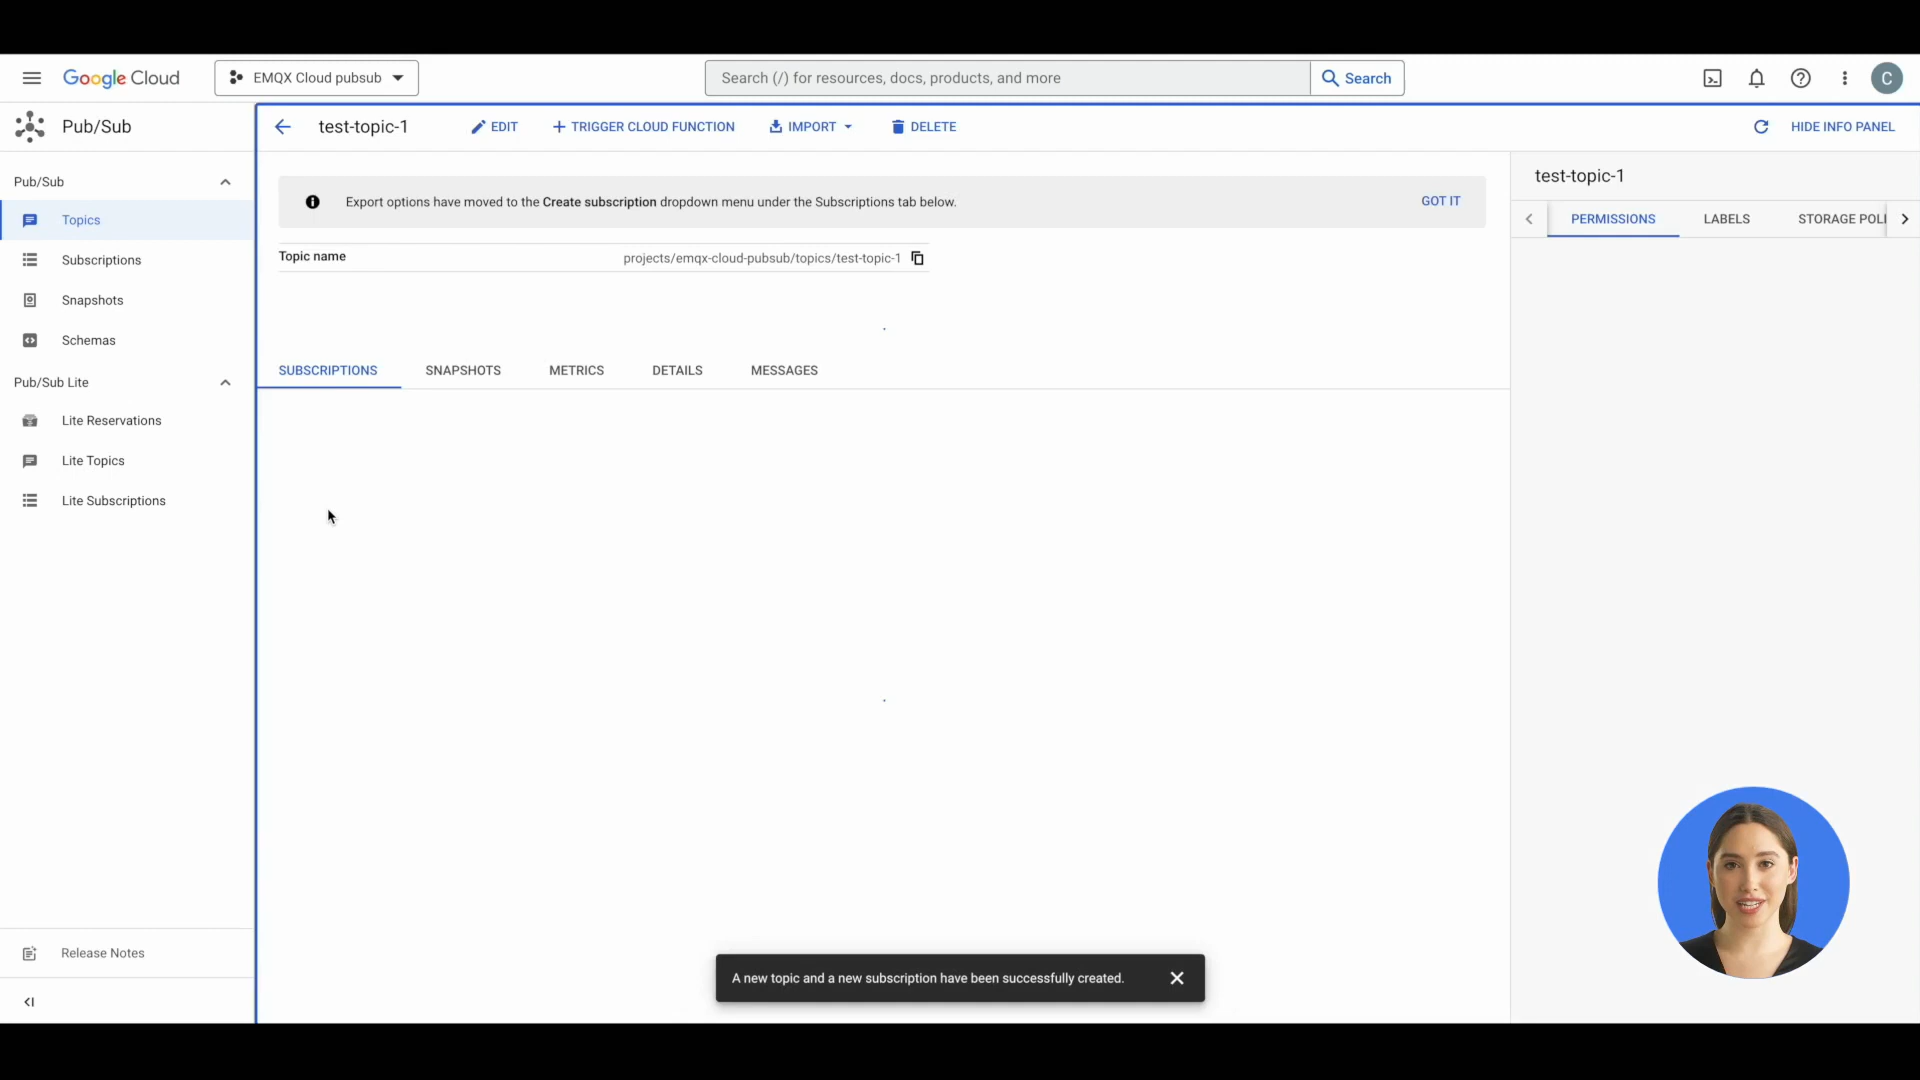 Google Cloud
EMQX Cloud pubsub
Search (/) for resources, docs, products, and more
Search
C
Pub/Sub
test-topic-1
EDIT
TRIGGER CLOUD FUNCTION
IMPORT
DELETE
HIDE INFO PANEL
Pub/Sub
Topics
Subscriptions
Snapshots
Schemas
Pub/Sub Lite
Lite Reservations
Lite Topics
Lite Subscriptions
Release Notes
Export options have moved to the Create subscription dropdown menu under the Subscriptions tab below.
GOT IT
Topic name
projects/emqx-cloud-pubsub/topics/test-topic-1
SUBSCRIPTIONS
SNAPSHOTS
METRICS
DETAILS
MESSAGES
test-topic-1
PERMISSIONS
LABELS
STORAGE POLI
A new topic and a new subscription have been successfully created.